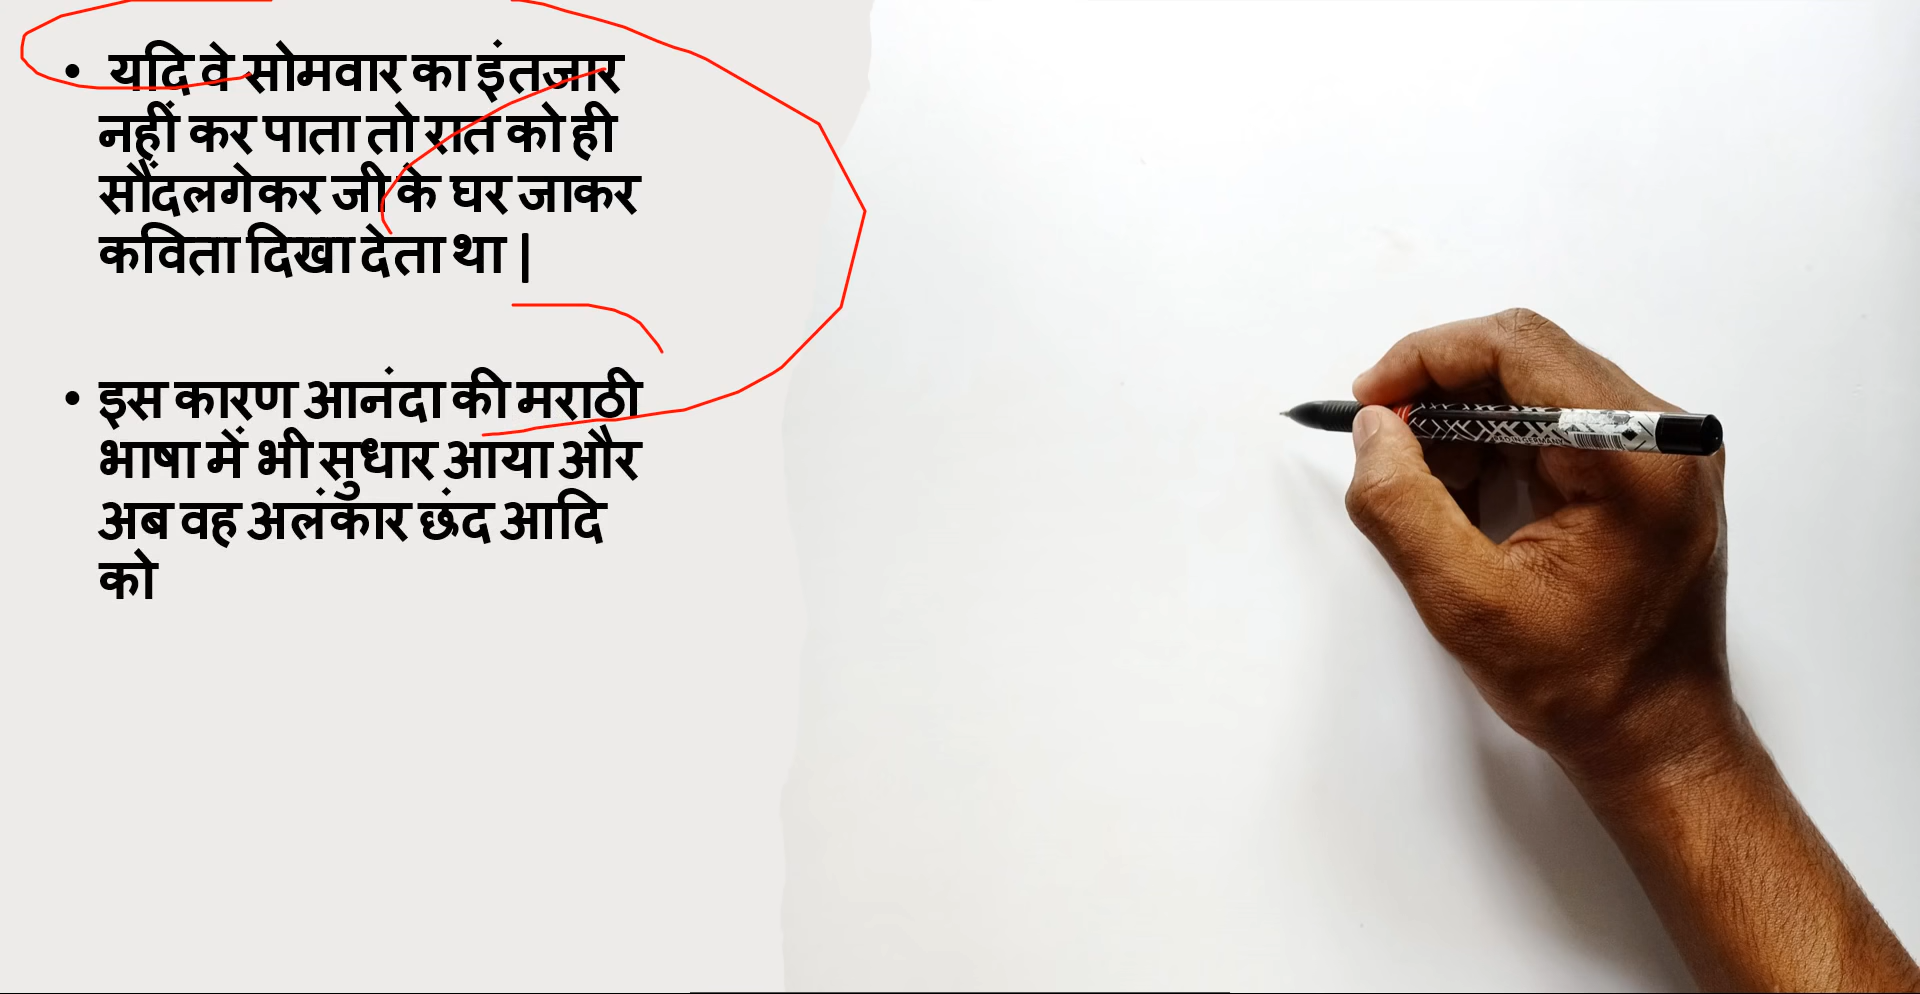 • यदि वे सोमवार का इंतजार
नहीं कर पाता तो रात को ही
सौंदलगेकर जी के घर जाकर
कविता दिखा देता था |
• इस कारण आनंदा की मराठी
भाषा में भी सुधार आया और
अब वह अलंकार छंद आदि
को